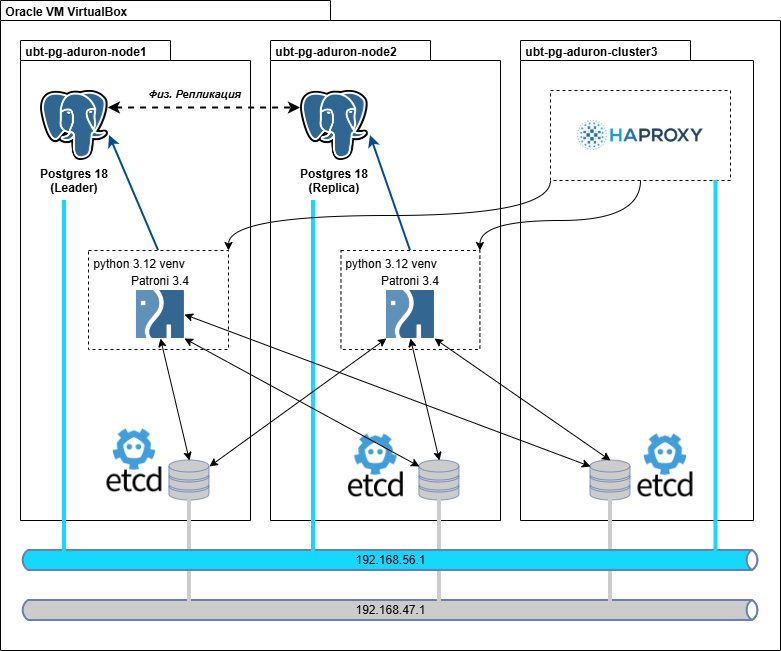 Oracle VM VirtualBox
ubt-pg-aduron-node1
ubt-pg-aduron-node2
ubt-pg-aduron-cluster3
Физ. Репликация
HAPROXY
Postgres 18
(Leader)
Postgres 18
(Replica)
python 3.12 venv
Patroni 3.4
python 3.12 venv
Patroni 3.4
etcd
etcd
etcd
192.168.56.1
192.168.47.1